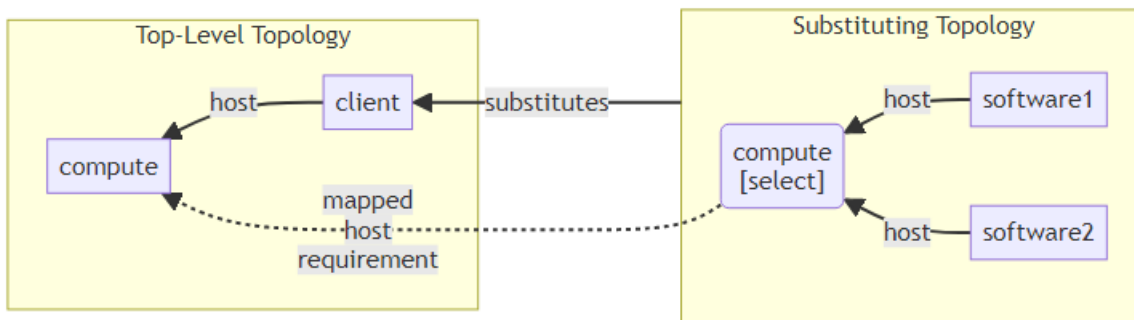 Top-Level Topology
host
client
compute
mapped
host
requirement
substitutes
Substituting Topology
host
software1
compute
[select]
host
software2